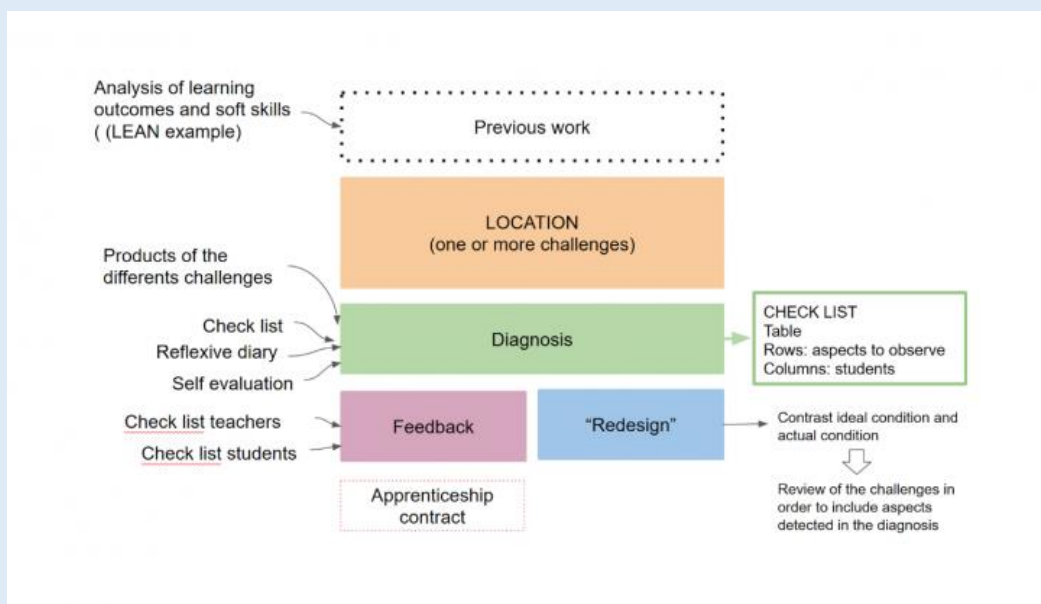 Analysis of learning
outcomes and soft skills
( (LEAN example)
Previous work
LOCATION
(one or more challenges)
Products of the
differents challenges
Check list
Reflexive diary
Self evaluation
Diagnosis
CHECK LIST
Table
Rows: aspects to observe
Columns: students
Check list teachers
Check list students
Feedback
“Redesign”
Contrast ideal condition and
actual condition
Review of the challenges in
order to include aspects
detected in the diagnosis
Apprenticeship
contract